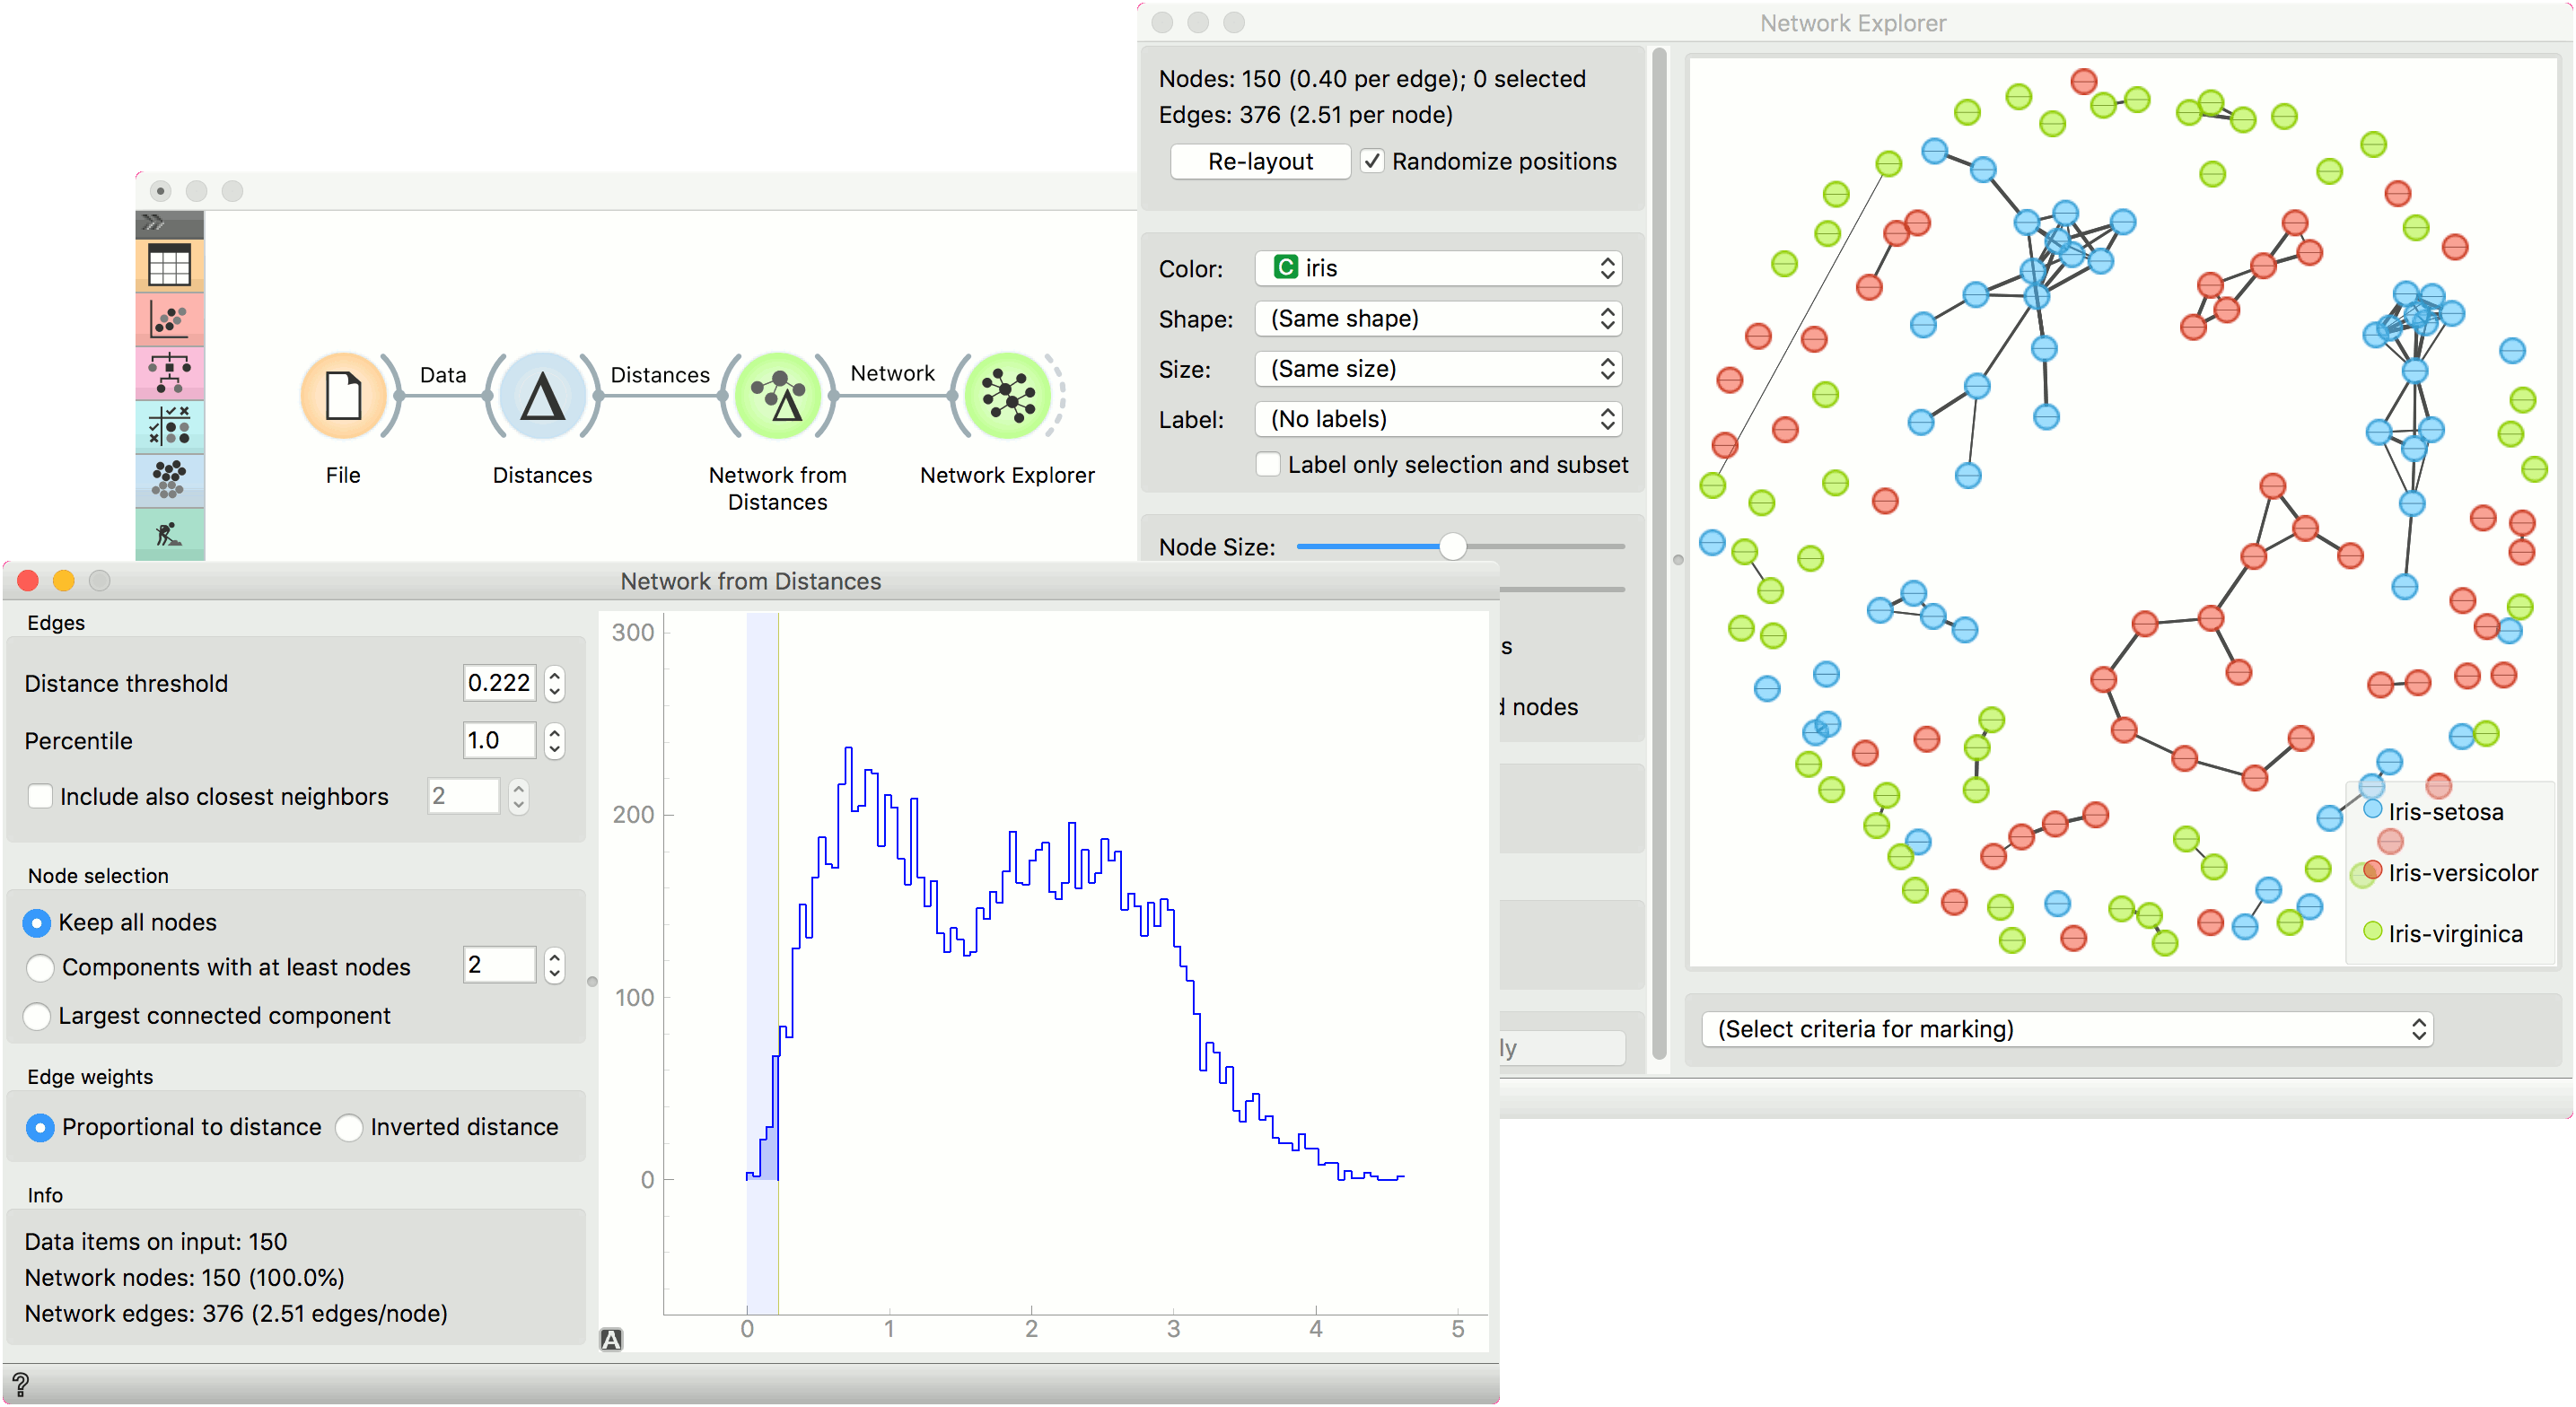 Network Explorer
Nodes: 150 (0.40 per edge); 0 selected
Edges: 376 (2.51 per node)
Re-layout
Randomize positions
Color:
C iris
Shape:
(Same shape)
Size:
(Same size)
Label:
(No labels)
Label only selection and subset
Node Size:
s
d nodes
ly
Iris-setosa
Iris-versicolor
Iris-virginica
(Select criteria for marking)
Data
Distances
Network
File
Distances
Network from
Distances
Network Explorer
Network from Distances
Edges
Distance threshold
0.222
Percentile
1.0
Include also closest neighbors
2
Node selection
Keep all nodes
Components with at least nodes
2
Largest connected component
Edge weights
Proportional to distance
Inverted distance
Info
Data items on input: 150
Network nodes: 150 (100.0%)
Network edges: 376 (2.51 edges/node)
300
200
100
0
0 1 2 3 4 5
A
?